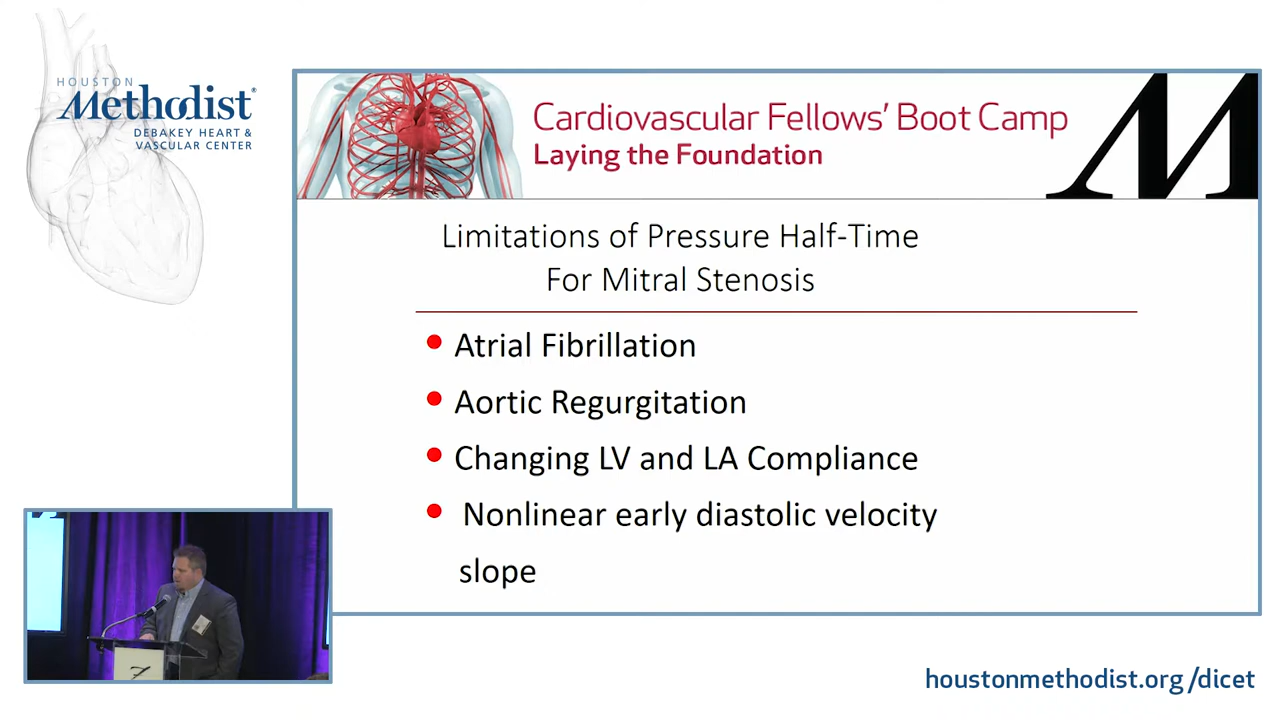 HOUSTON
Methodist®
DEBAKEY HEART &
VASCULAR CENTER
Cardiovascular Fellows' Boot Camp
Laying the Foundation
M
Limitations of Pressure Half-Time
For Mitral Stenosis
Atrial Fibrillation
Aortic Regurgitation
Changing LV and LA Compliance
Nonlinear early diastolic velocity
slope
houstonmethodist.org/dicet